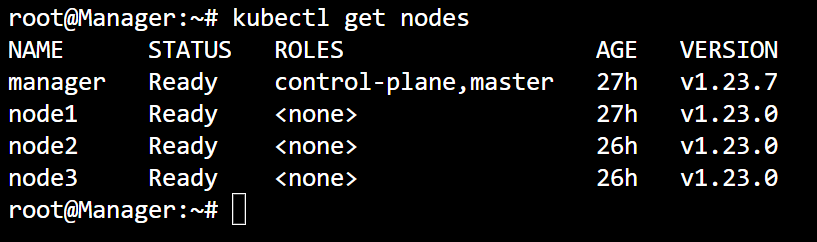 root@Manager:~# kubectl get nodes
NAME      STATUS   ROLES                  AGE   VERSION
manager   Ready    control-plane,master   27h   v1.23.7
node1     Ready    <none>                 27h   v1.23.0
node2     Ready    <none>                 26h   v1.23.0
node3     Ready    <none>                 26h   v1.23.0
root@Manager:~#